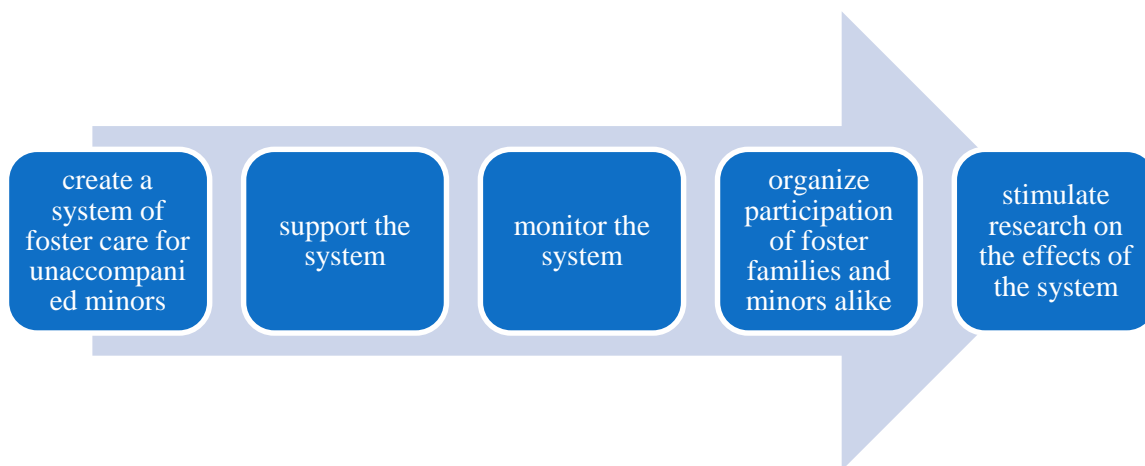 create a
system of
foster care for
unaccompani
ed minors
support the
system
monitor the
system
organize
participation
of foster
families and
minors alike
stimulate
research on
the effects of
the system